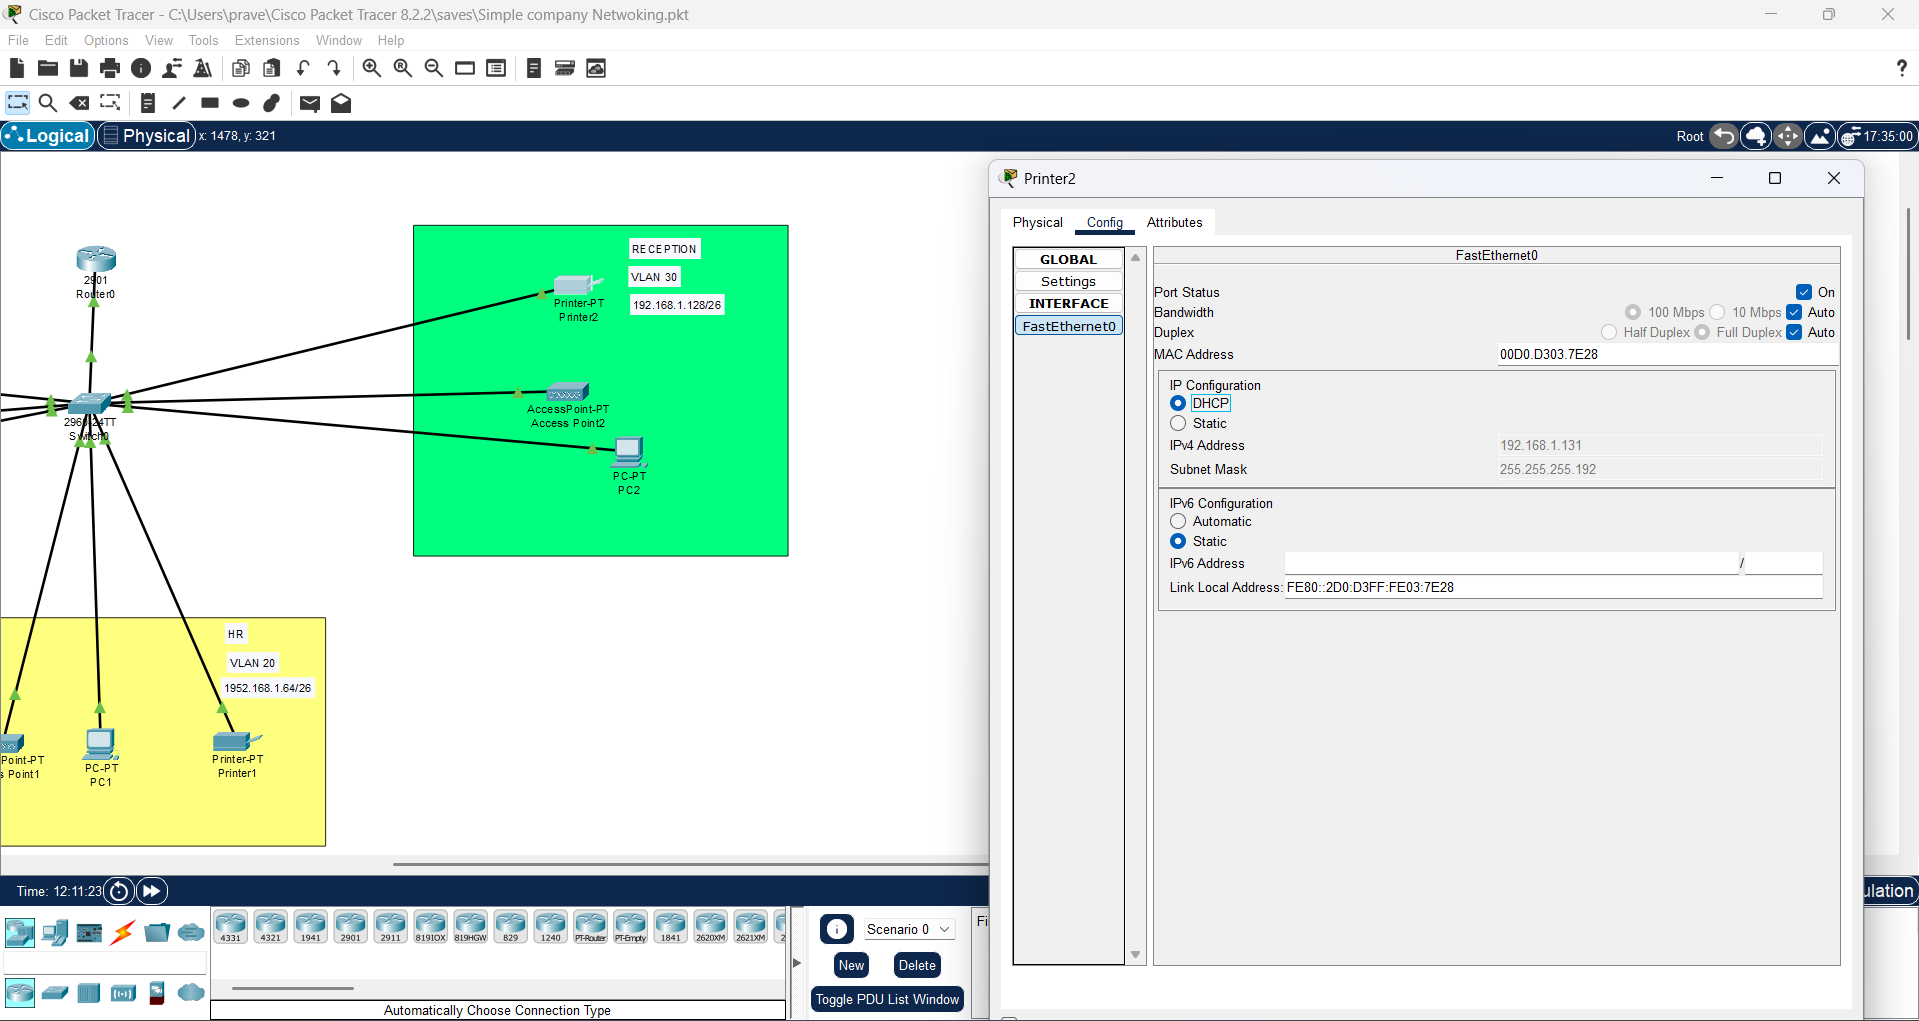 Cisco Packet Tracer - C:\Users\prave\Cisco Packet Tracer 8.2.2\saves\Simple company Netwoking.pkt
File Edit Options View Tools Extensions Window Help
Logical Physical x: 1478, y: 321 Root 17:35:00
2901
Router0
2960-24TT
Switch0
RECEPTION
VLAN 30
192.168.1.128/26
Printer-PT
Printer2
AccessPoint-PT
Access Point2
PC-PT
PC2
HR
VLAN 20
1952.168.1.64/26
Point-PT
s Point1
PC-PT
PC1
Printer-PT
Printer1
Printer2
Physical Config Attributes
GLOBAL
Settings
INTERFACE
FastEthernet0
FastEthernet0
Port Status On
Bandwidth 100 Mbps 10 Mbps Auto
Duplex Half Duplex Full Duplex Auto
MAC Address 00D0.D303.7E28
IP Configuration
DHCP
Static
IPv4 Address 192.168.1.131
Subnet Mask 255.255.255.192
IPv6 Configuration
Automatic
Static
IPv6 Address /
Link Local Address: FE80::2D0:D3FF:FE03:7E28
Time: 12:11:23 ulation
4331 4321 1941 2901 2911 819IOX 819HGW 829 1240 PT-Router PT-Empty 1841 2620XM 2621XM 2
Scenario 0
New Delete
Toggle PDU List Window
Fi
Automatically Choose Connection Type